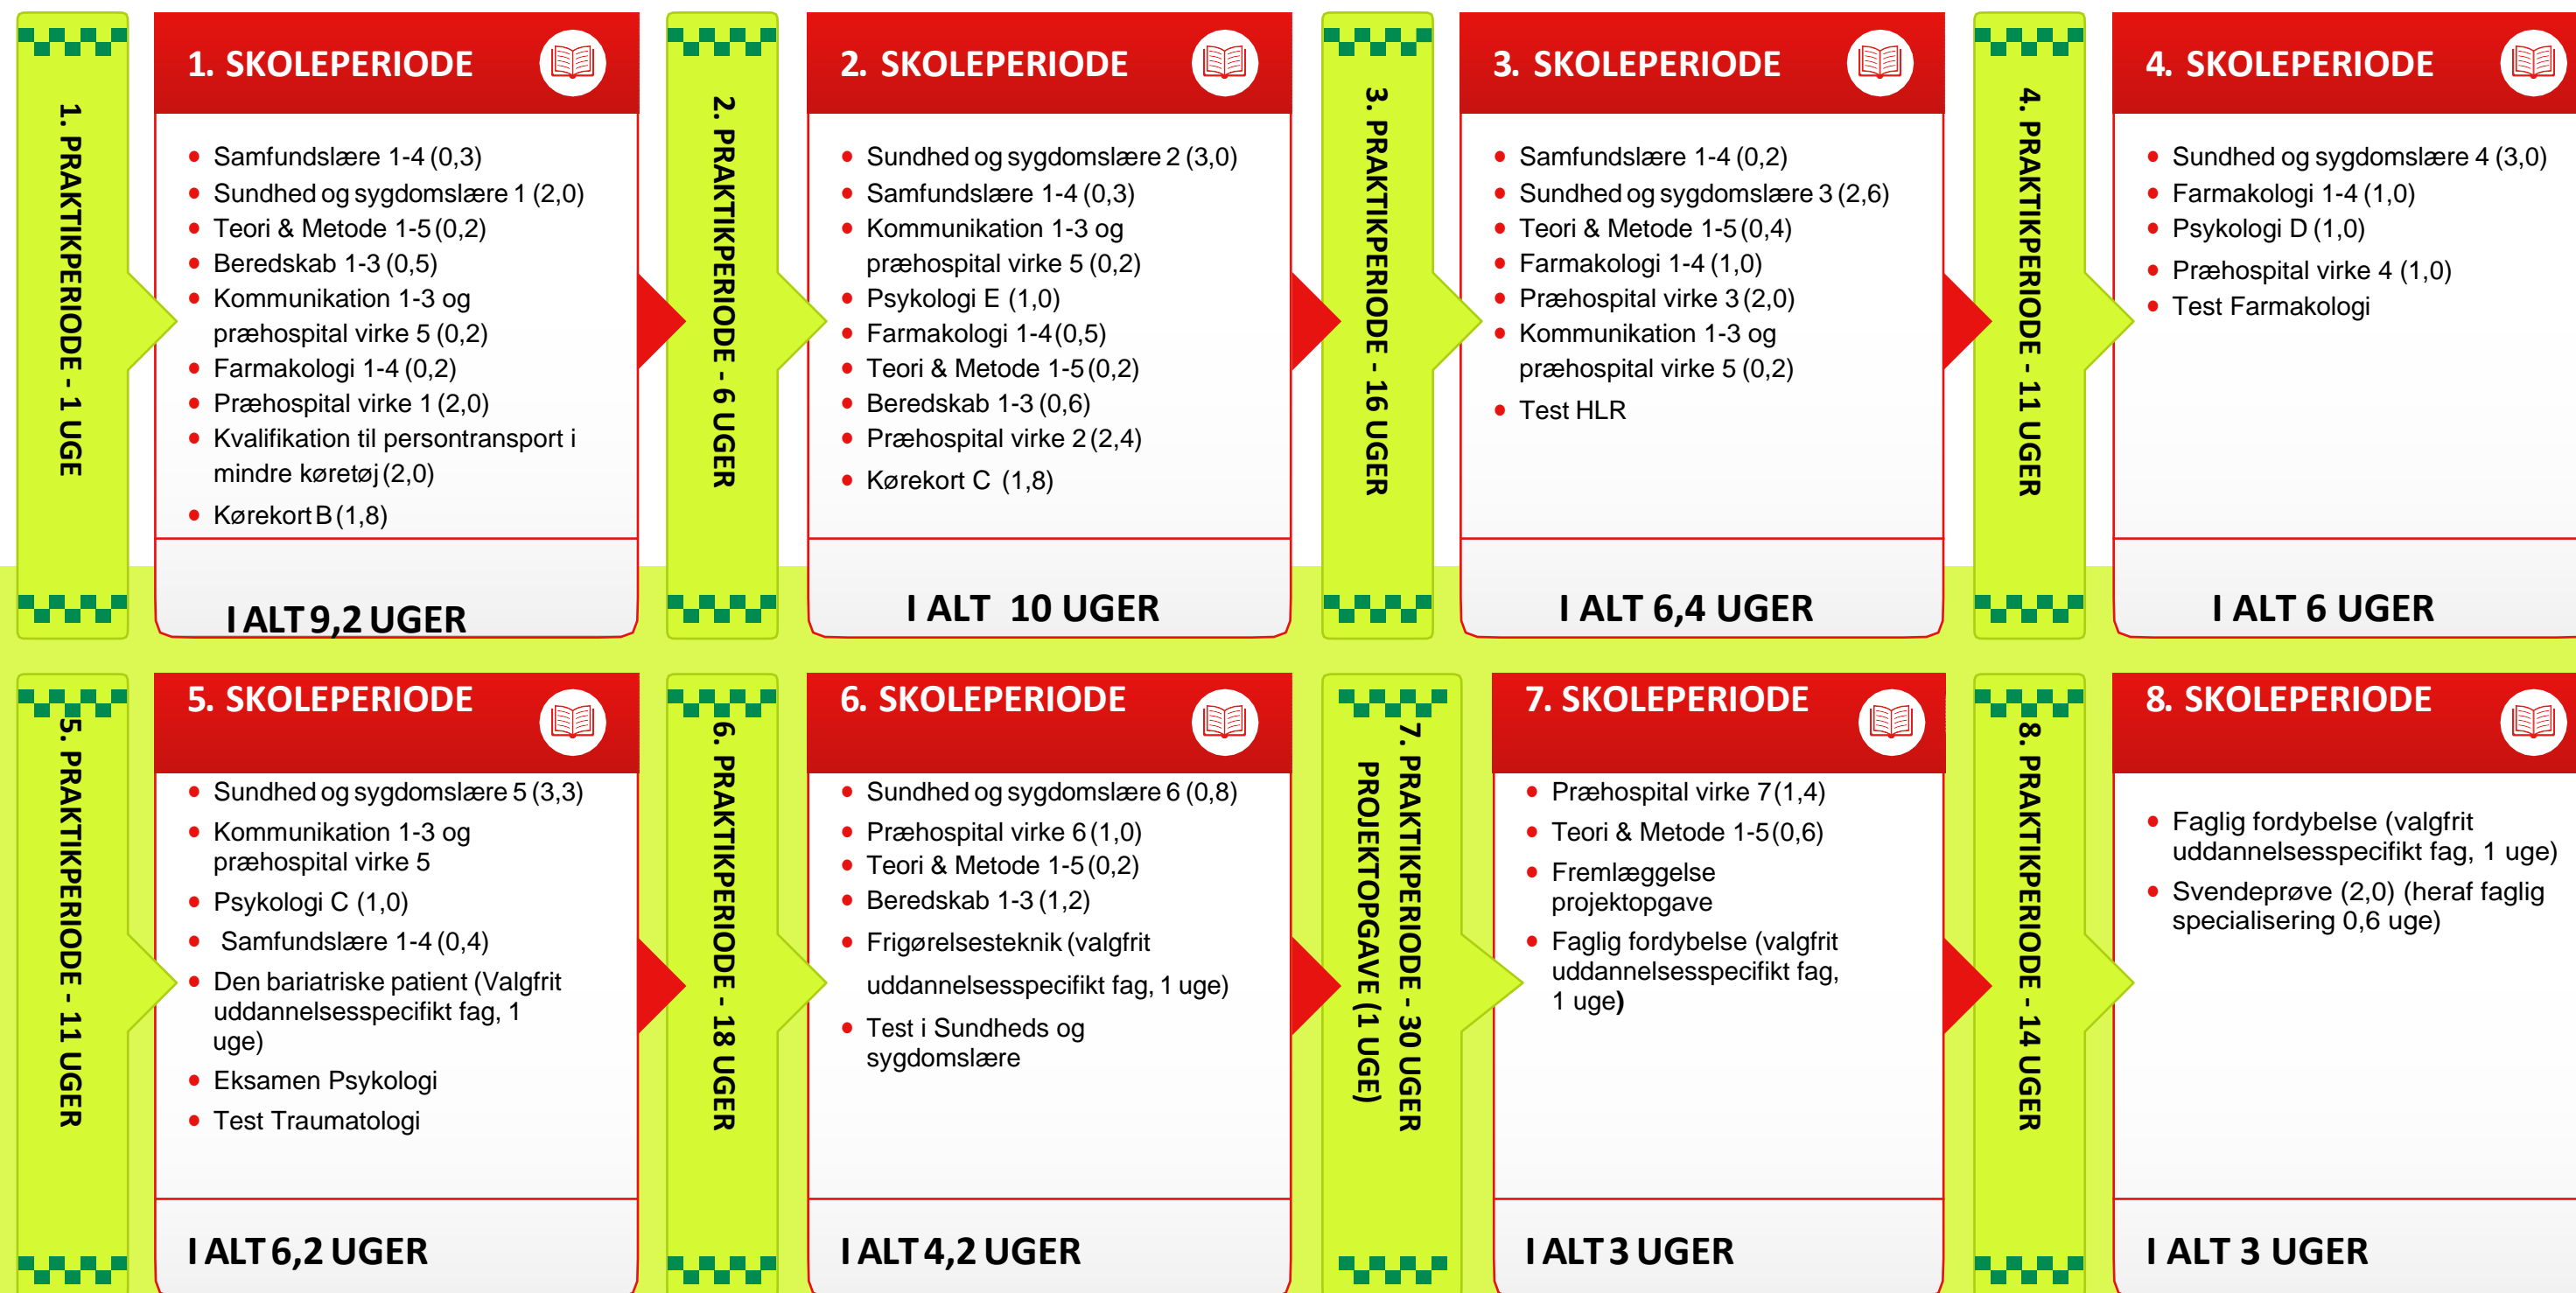 1. PRAKTIKPERIODE - 1 UGE
1. SKOLEPERIODE
• Samfundslære 1-4 (0,3)
• Sundhed og sygdomslære 1 (2,0)
• Teori & Metode 1-5 (0,2)
• Beredskab 1-3 (0,5)
• Kommunikation 1-3 og
præhospital virke 5 (0,2)
• Farmakologi 1-4 (0,2)
• Præhospital virke 1 (2,0)
• Kvalifikation til persontransport i
mindre køretøj (2,0)
• Kørekort B (1,8)
I ALT 9,2 UGER
2. PRAKTIKPERIODE - 6 UGER
2. SKOLEPERIODE
• Sundhed og sygdomslære 2 (3,0)
• Samfundslære 1-4 (0,3)
• Kommunikation 1-3 og
præhospital virke 5 (0,2)
• Psykologi E (1,0)
• Farmakologi 1-4 (0,5)
• Teori & Metode 1-5 (0,2)
• Beredskab 1-3 (0,6)
• Præhospital virke 2 (2,4)
• Kørekort C (1,8)
I ALT 10 UGER
3. PRAKTIKPERIODE - 16 UGER
3. SKOLEPERIODE
• Samfundslære 1-4 (0,2)
• Sundhed og sygdomslære 3 (2,6)
• Teori & Metode 1-5 (0,4)
• Farmakologi 1-4 (1,0)
• Præhospital virke 3 (2,0)
• Kommunikation 1-3 og
præhospital virke 5 (0,2)
• Test HLR
I ALT 6,4 UGER
4. PRAKTIKPERIODE - 11 UGER
4. SKOLEPERIODE
• Sundhed og sygdomslære 4 (3,0)
• Farmakologi 1-4 (1,0)
• Psykologi D (1,0)
• Præhospital virke 4 (1,0)
• Test Farmakologi
I ALT 6 UGER
5. PRAKTIKPERIODE - 11 UGER
5. SKOLEPERIODE
• Sundhed og sygdomslære 5 (3,3)
• Kommunikation 1-3 og
præhospital virke 5
• Psykologi C (1,0)
• Samfundslære 1-4 (0,4)
• Den bariatriske patient (Valgfrit
uddannelsesspecifikt fag, 1
uge)
• Eksamen Psykologi
• Test Traumatologi
I ALT 6,2 UGER
6. PRAKTIKPERIODE - 18 UGER
6. SKOLEPERIODE
• Sundhed og sygdomslære 6 (0,8)
• Præhospital virke 6 (1,0)
• Teori & Metode 1-5 (0,2)
• Beredskab 1-3 (1,2)
• Frigørelsesteknik (valgfrit
uddannelsesspecifikt fag, 1 uge)
• Test i Sundheds og
sygdomslære
I ALT 4,2 UGER
7. PRAKTIKPERIODE - 30 UGER
PROJEKTOPGAVE (1 UGE)
7. SKOLEPERIODE
• Præhospital virke 7 (1,4)
• Teori & Metode 1-5 (0,6)
• Fremlæggelse
projektopgave
• Faglig fordybelse (valgfrit
uddannelsesspecifikt fag,
1 uge)
I ALT 3 UGER
8. PRAKTIKPERIODE - 14 UGER
8. SKOLEPERIODE
• Faglig fordybelse (valgfrit
uddannelsesspecifikt fag, 1 uge)
• Svendeprøve (2,0) (heraf faglig
specialisering 0,6 uge)
I ALT 3 UGER